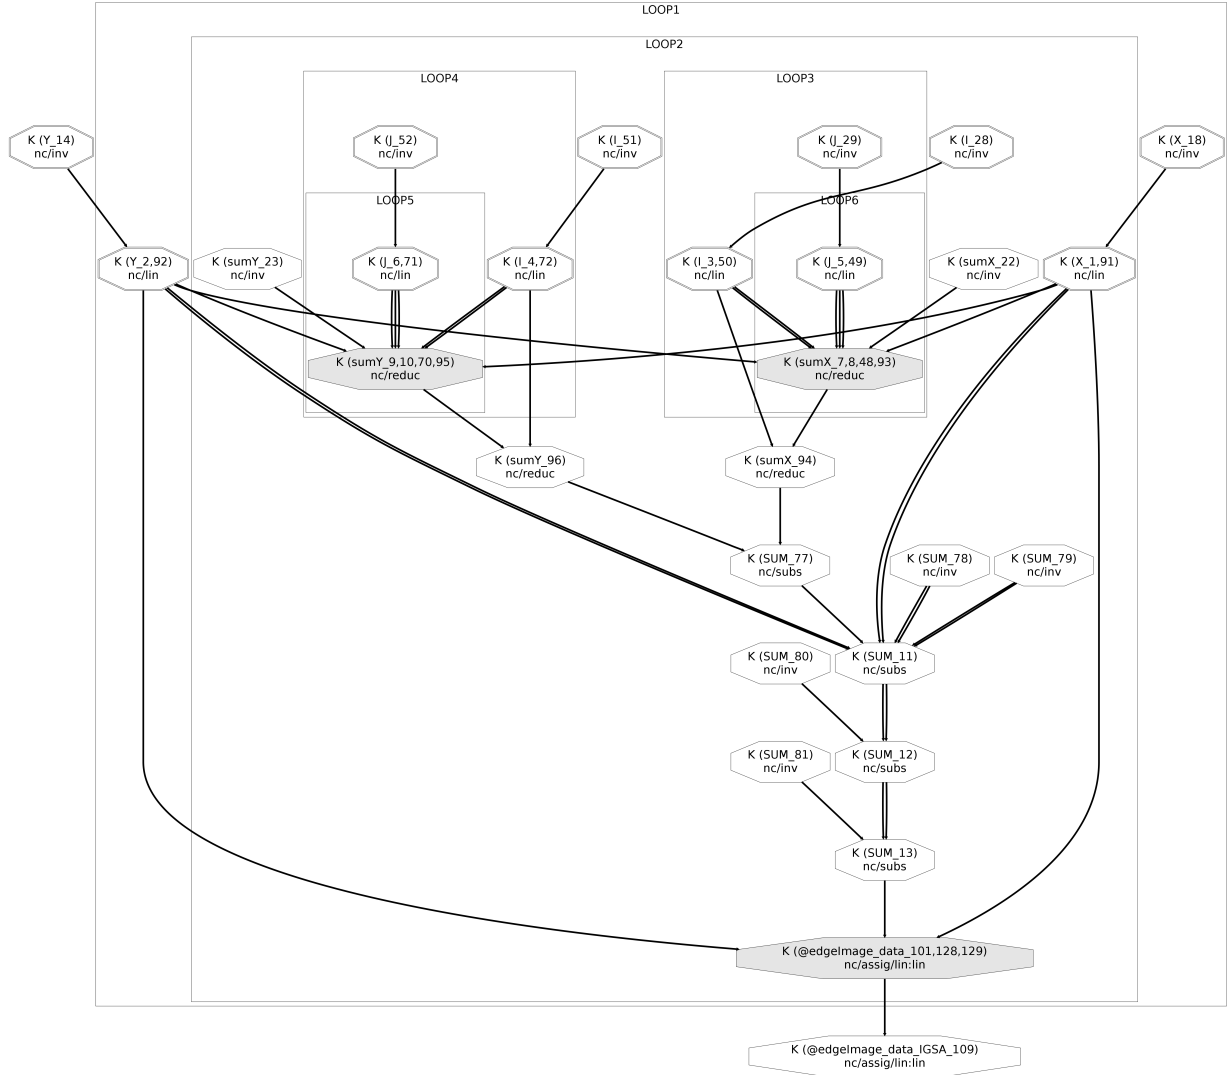 LOOP1
LOOP2
LOOP4
LOOP3
K (Y_14)
nc/inv
K (J_52)
nc/inv
K (I_51)
nc/inv
K (J_29)
nc/inv
K (I_28)
nc/inv
K (X_18)
nc/inv
LOOP5
LOOP6
K (Y_2,92)
nc/lin
K (sumY_23)
nc/inv
K (J_6,71)
nc/lin
K (I_4,72)
nc/lin
K (I_3,50)
nc/lin
K (J_5,49)
nc/lin
K (sumX_22)
nc/inv
K (X_1,91)
nc/lin
K (sumY_9,10,70,95)
nc/reduc
K (sumX_7,8,48,93)
nc/reduc
K (sumY_96)
nc/reduc
K (sumX_94)
nc/reduc
K (SUM_77)
nc/subs
K (SUM_78)
nc/inv
K (SUM_79)
nc/inv
K (SUM_80)
nc/inv
K (SUM_11)
nc/subs
K (SUM_81)
nc/inv
K (SUM_12)
nc/subs
K (SUM_13)
nc/subs
K (@edgeImage_data_101,128,129)
nc/assig/lin:lin
K (@edgeImage_data_IGSA_109)
nc/assig/lin:lin